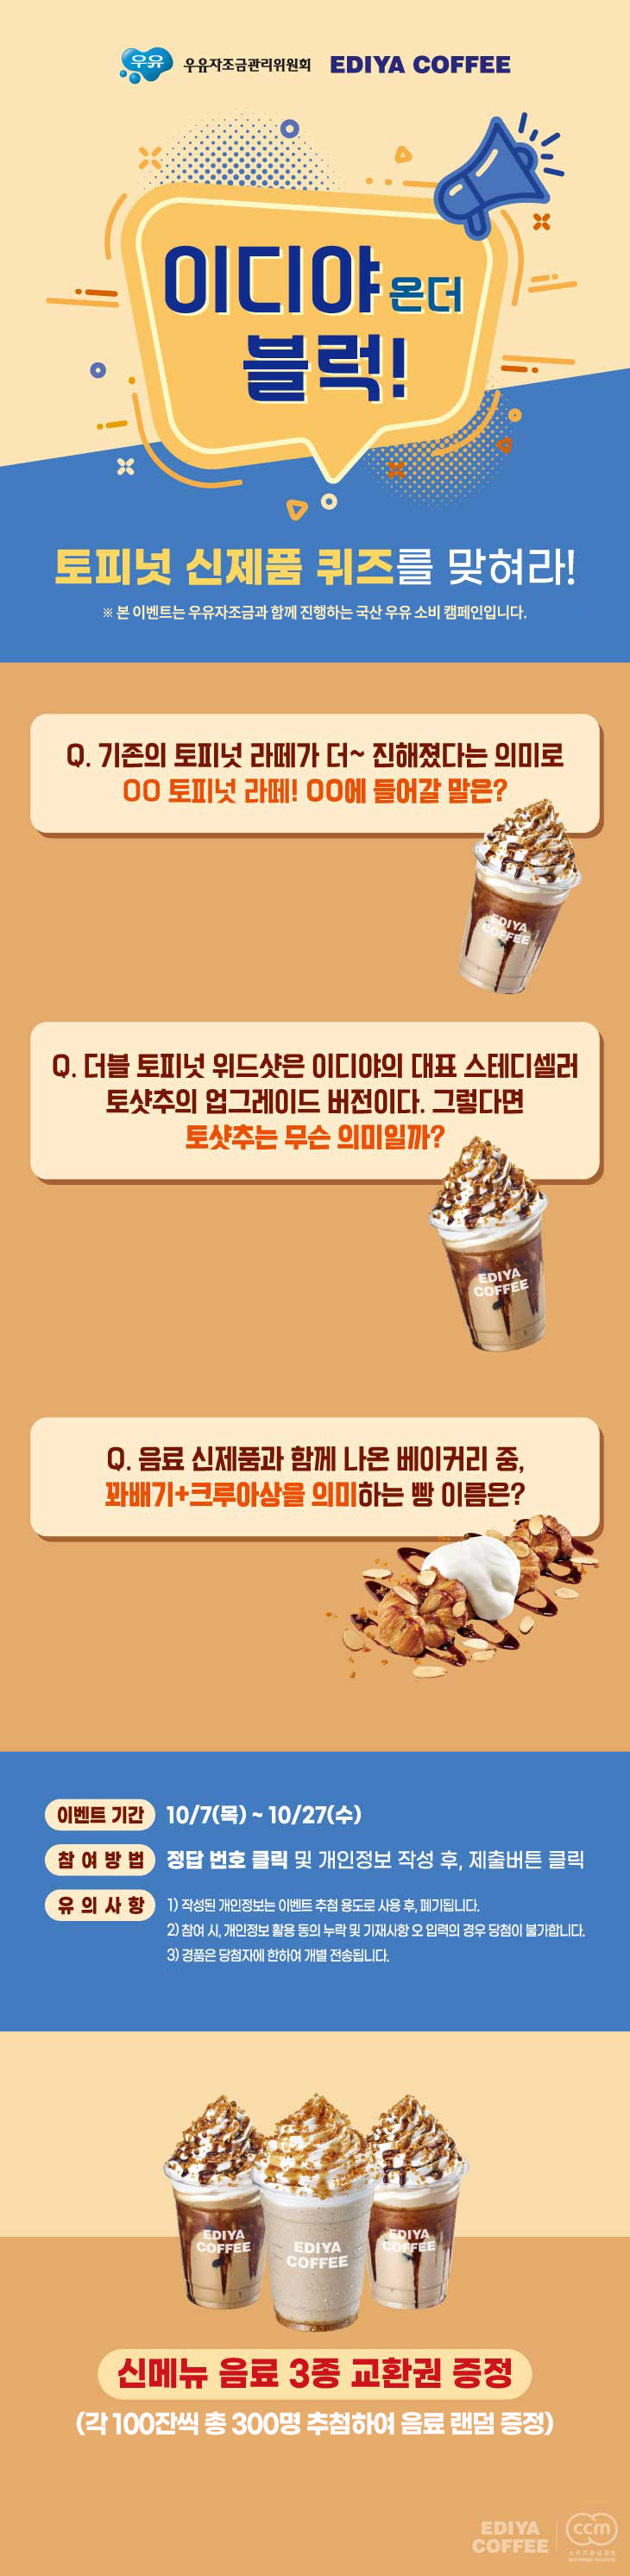 우유 우유자조금관리위원회 EDIYA COFFEE
이디야 온더
블럭!
토피넛 신제품 퀴즈를 맞혀라!
※ 본 이벤트는 우유자조금과 함께 진행하는 국산 우유 소비 캠페인입니다.
Q. 기존의 토피넛 라떼가 더~ 진해졌다는 의미로
OO 토피넛 라떼! OO에 들어갈 말은?
EDIYA
COFFEE
Q. 더블 토피넛 위드샷은 이디야의 대표 스테디셀러
토샷추의 업그레이드 버전이다. 그렇다면
토샷추는 무슨 의미일까?
EDIYA
COFFEE
Q. 음료 신제품과 함께 나온 베이커리 중,
꽈배기+크루아상을 의미하는 빵 이름은?
이벤트 기간 10/7(목) ~ 10/27(수)
참 여 방 법 정답 번호 클릭 및 개인정보 작성 후, 제출버튼 클릭
유 의 사 항 1) 작성된 개인정보는 이벤트 추첨 용도로 사용 후, 폐기됩니다.
2) 참여 시, 개인정보 활용 동의 누락 및 기재사항 오 입력의 경우 당첨이 불가합니다.
3) 경품은 당첨자에 한하여 개별 전송됩니다.
EDIYA
COFFEE
EDIYA
COFFEE
EDIYA
COFFEE
신메뉴 음료 3종 교환권 증정
(각 100잔씩 총 300명 추첨하여 음료 랜덤 증정)
EDIYA
COFFEE
ccm